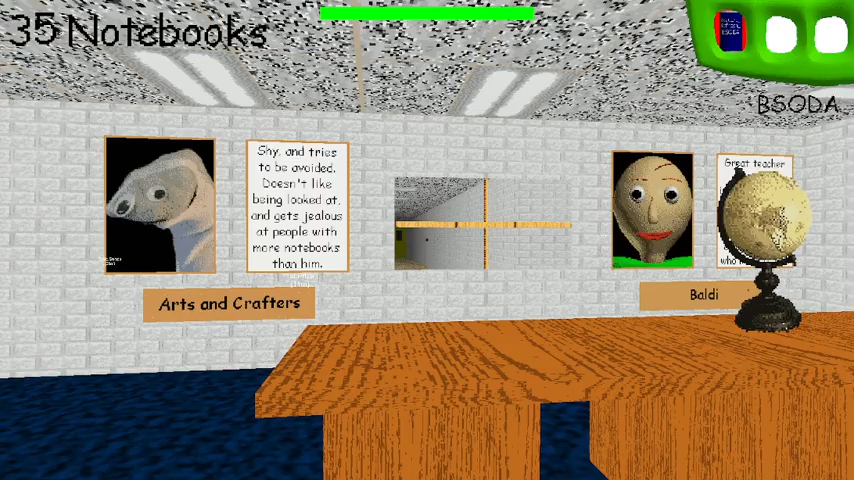 35 Notebooks
BSODA
Shy, and tries
to be avoided.
Doesn't like
being looked at,
and gets jealous
at people with
more notebooks
than him.
Great teacher
who
Arts and Crafters
Baldi